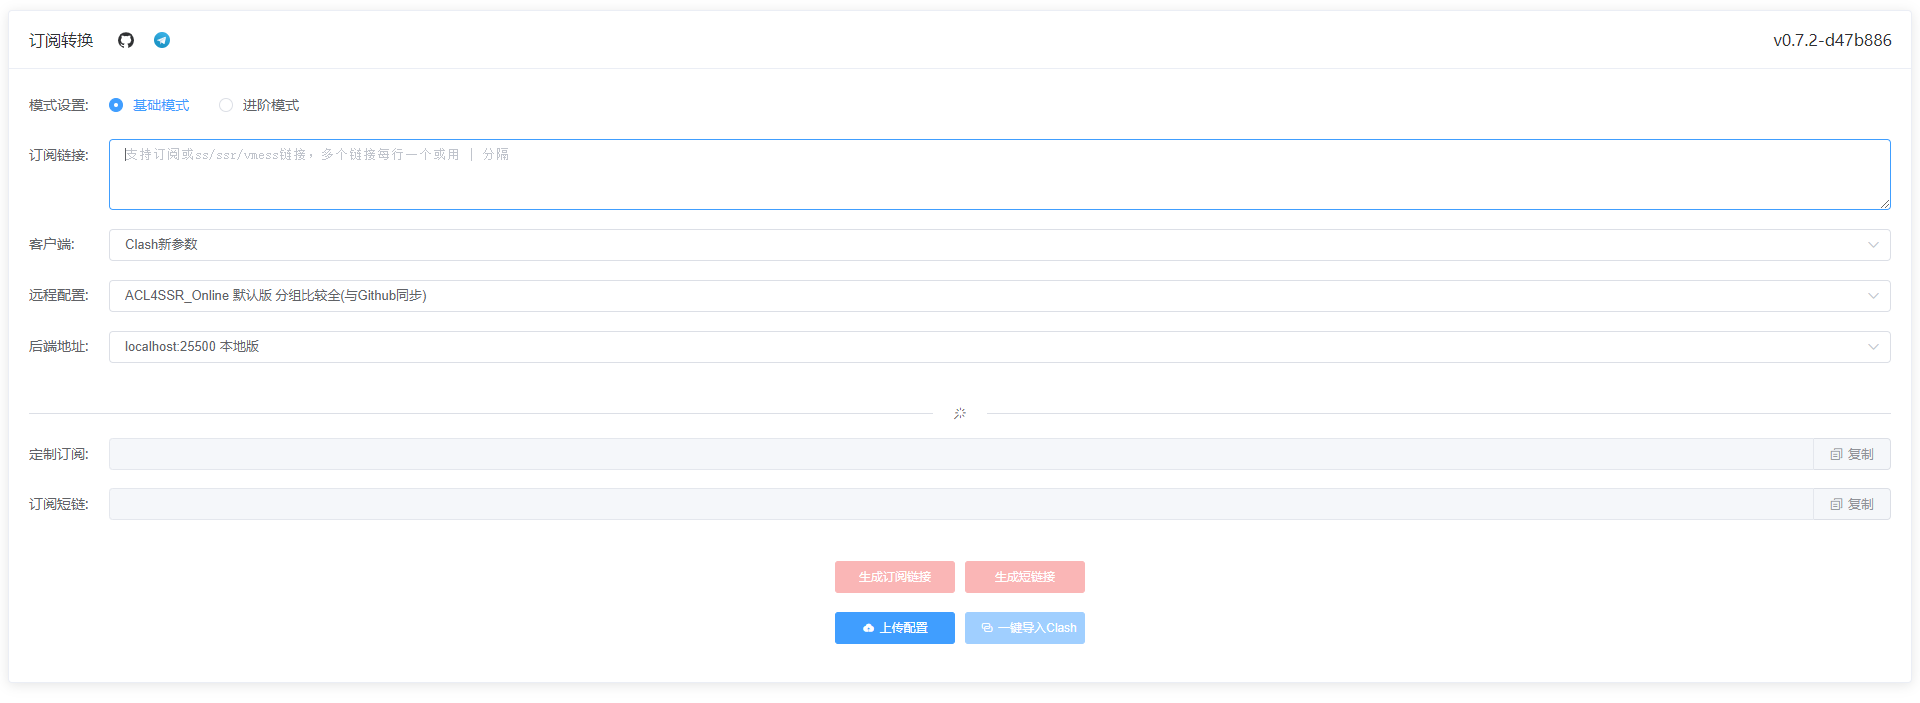 订阅转换
v0.7.2-d47b886
模式设置: 基础模式 进阶模式
订阅链接: 支持订阅或ss/ssr/vmess链接，多个链接每行一个或用 | 分隔
客户端: Clash新参数
远程配置: ACL4SSR_Online 默认版 分组比较全(与Github同步)
后端地址: localhost:25500 本地版
定制订阅: 复制
订阅短链: 复制
生成订阅链接 生成短链接
上传配置 一键导入Clash